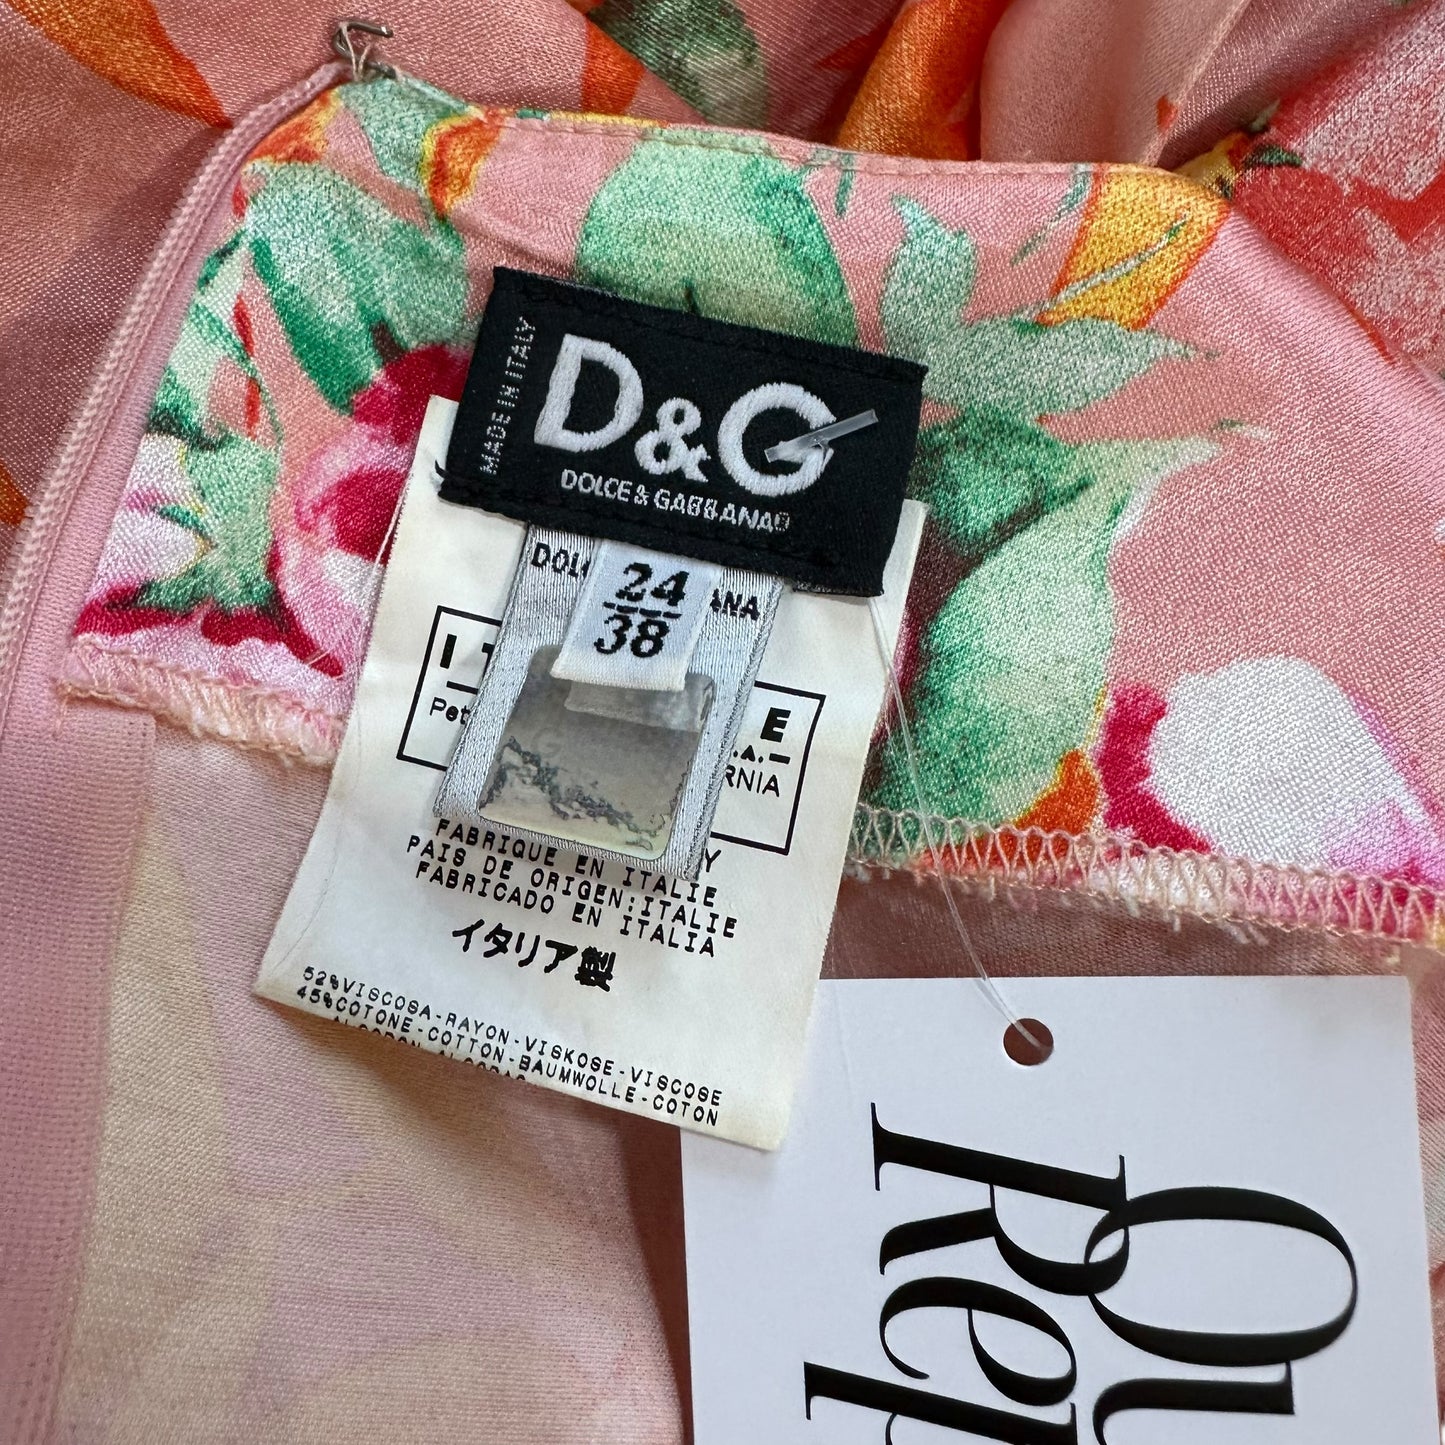 MADE IN ITALY
D&G
DOLCE & GABBANA
24
38
FABRIQUE EN ITALIE
PAIS DE ORIGEN:ITALIE
FABRICADO EN ITALIA
イタリア製
52%VISCOSA-RAYON-VISKOSE-VISCOSE
45%COTONE-COTTON-BAUMWOLLE-COTON